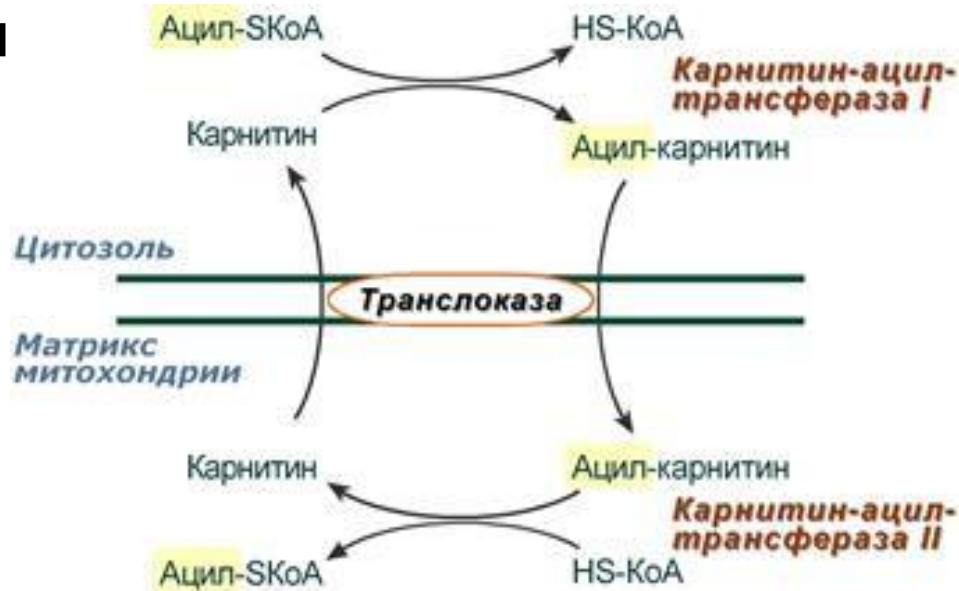 Ацил-SКоА
HS-КоА
Карнитин-ацил-
трансфераза I
Карнитин
Ацил-карнитин
Цитозоль
Транслоказа
Матрикс
митохондрии
Карнитин
Ацил-карнитин
Карнитин-ацил-
трансфераза II
Ацил-SКоА
HS-КоА